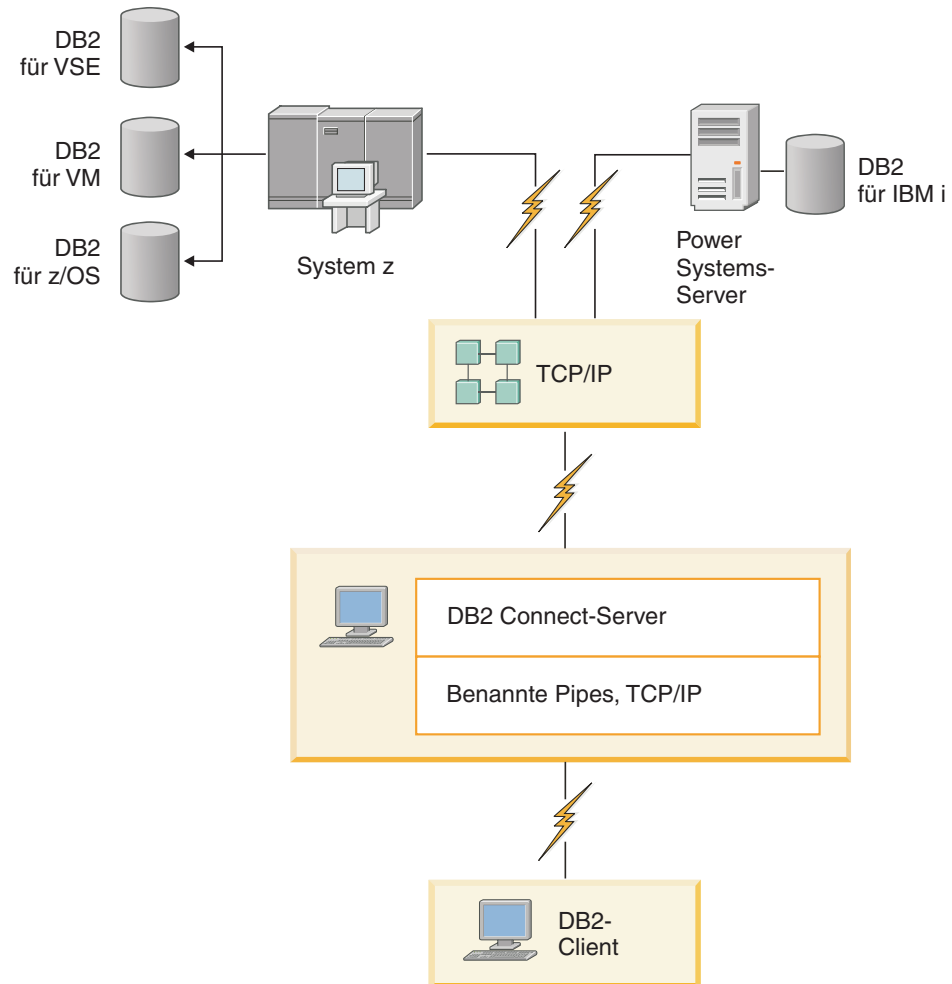 DB2
für VSE
DB2
für VM
DB2
für z/OS
System z
Power
Systems-
Server
DB2
für IBM i
TCP/IP
DB2 Connect-Server
Benannte Pipes, TCP/IP
DB2-
Client